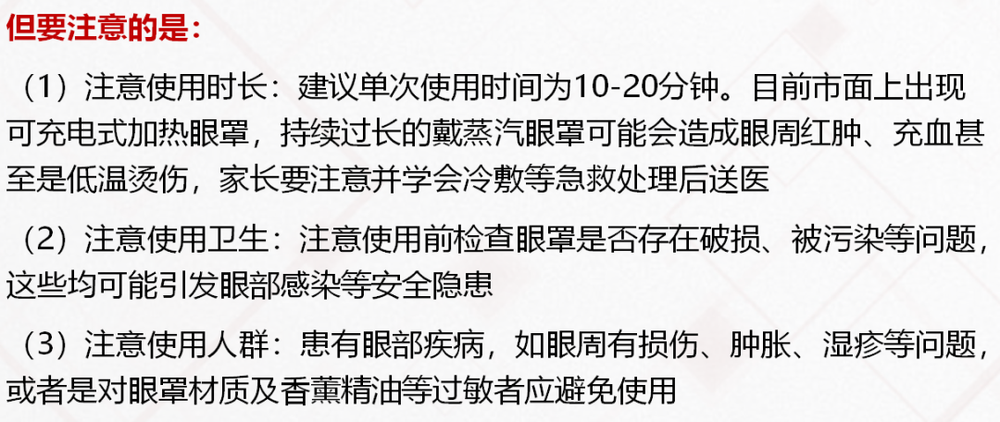 但要注意的是：
（1）注意使用时长：建议单次使用时间为10-20分钟。目前市面上出现
可充电式加热眼罩，持续过长的戴蒸汽眼罩可能会造成眼周红肿、充血甚
至是低温烫伤，家长要注意并学会冷敷等急救处理后送医
（2）注意使用卫生：注意使用前检查眼罩是否存在破损、被污染等问题，
这些均可能引发眼部感染等安全隐患
（3）注意使用人群：患有眼部疾病，如眼周有损伤、肿胀、湿疹等问题，
或者是对眼罩材质及香薰精油等过敏者应避免使用